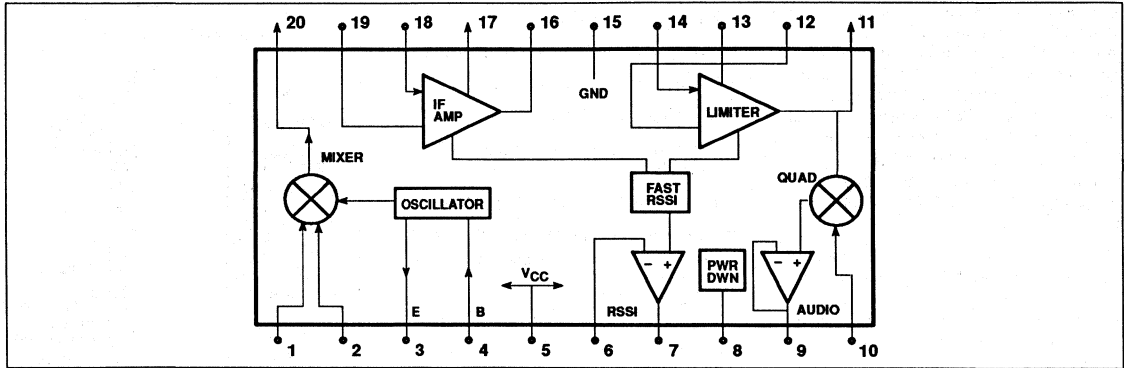 20 19 18 17 16 15 14 13 12 11
IF
AMP
GND
LIMITER
MIXER
QUAD
FAST
RSSI
OSCILLATOR
VCC
− +
PWR
DWN
− +
E B
RSSI
AUDIO
1 2 3 4 5 6 7 8 9 10